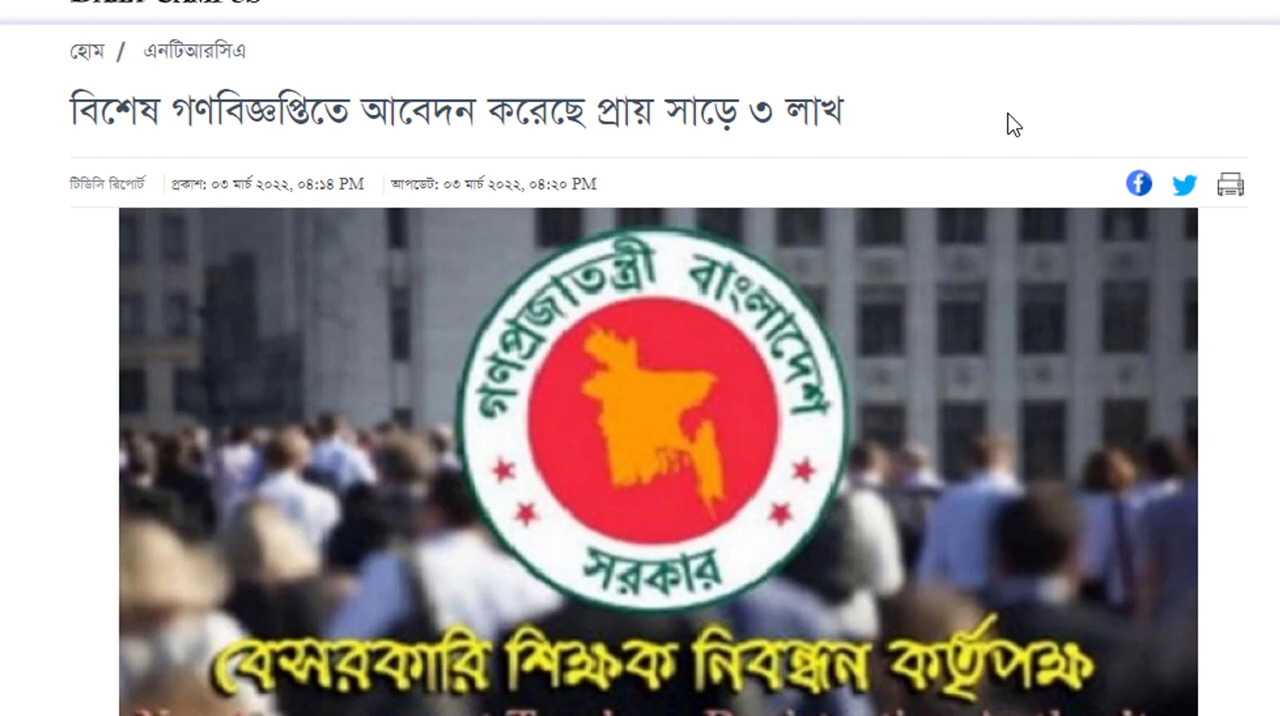 হোম / এনটিআরসিএ
বিশেষ গণবিজ্ঞপ্তিতে আবেদন করেছে প্রায় সাড়ে ৩ লাখ
টিডিসি রিপোর্ট প্রকাশ: ০৩ মার্চ ২০২২, ০৪:১৪ PM আপডেট: ০৩ মার্চ ২০২২, ০৪:২০ PM
গণপ্রজাতন্ত্রী বাংলাদেশ
সরকার
বেসরকারি শিক্ষক নিবন্ধন কর্তৃপক্ষ